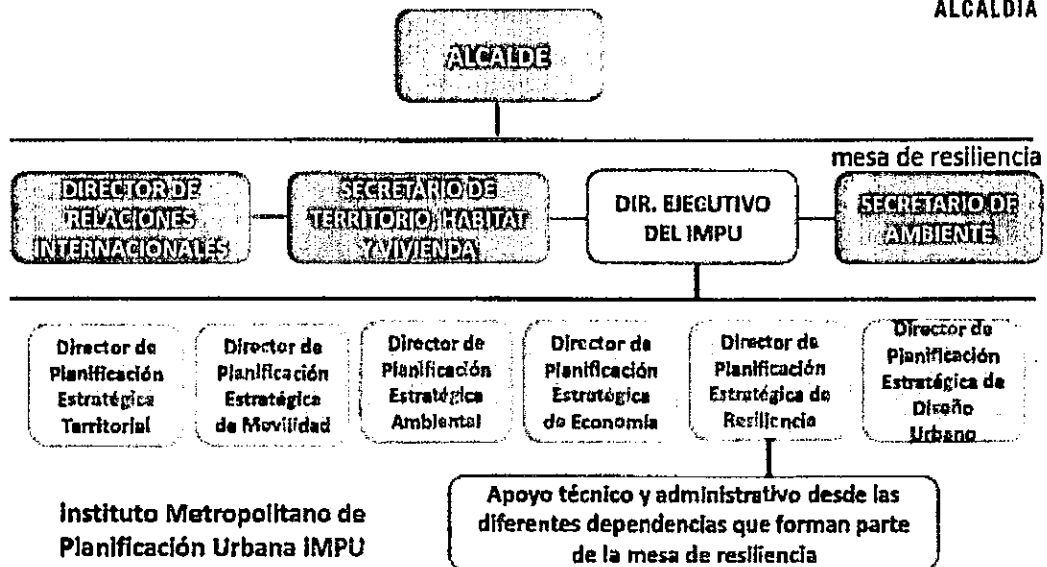 ALCALDIA
ALCALDE
mesa de resiliencia
DIRECTOR DE
RELACIONES
INTERNACIONALES
SECRETARIO DE
TERRITORIO, HABITAT
Y VIVIENDA
DIR. EJECUTIVO
DEL IMPU
SECRETARIO DE
AMBIENTE
Director de
Planificación
Estratégica
Territorial
Director de
Planificación
Estratégica
de Movilidad
Director de
Planificación
Estratégica
Ambiental
Director de
Planificación
Estratégica
de Economía
Director de
Planificación
Estratégica de
Resiliencia
Director de
Planificación
Estratégica de
Diseño
Urbano
Instituto Metropolitano de
Planificación Urbana IMPU
Apoyo técnico y administrativo desde las
diferentes dependencias que forman parte
de la mesa de resiliencia